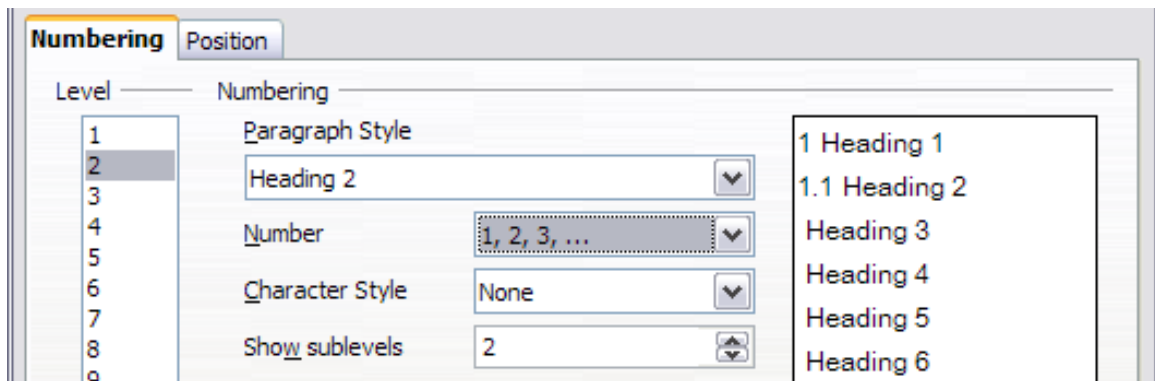 Numbering Position
Level Numbering
1
2
3
4
5
6
7
8
9
Paragraph Style
Heading 2
Number 1, 2, 3, ...
Character Style None
Show sublevels 2
1 Heading 1
1.1 Heading 2
Heading 3
Heading 4
Heading 5
Heading 6